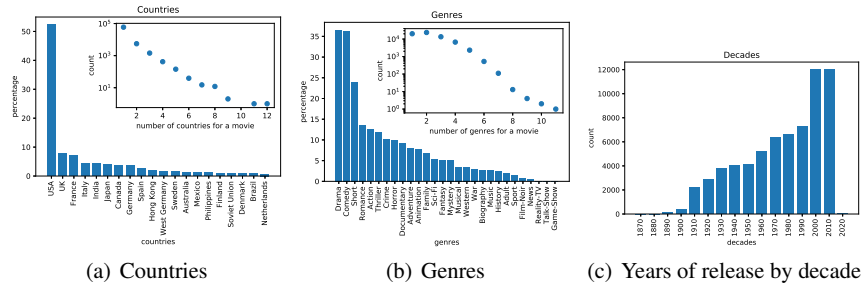 Countries
percentage
50
40
30
20
10
0
count
10^5
10^3
10^1
2 4 6 8 10 12
number of countries for a movie
USA
UK
France
Italy
India
Japan
Canada
Germany
Spain
Hong Kong
West Germany
Sweden
Australia
Mexico
Philippines
Finland
Soviet Union
Denmark
Brazil
Netherlands
countries
(a) Countries
Genres
percentage
35
30
25
20
15
10
5
0
count
10^4
10^3
10^2
10^1
10^0
2 4 6 8 10
number of genres for a movie
Drama
Comedy
Short
Romance
Action
Thriller
Crime
Horror
Documentary
Adventure
Animation
Family
Sci-Fi
Fantasy
Mystery
Musical
Western
War
Biography
Music
History
Adult
Sport
Film-Noir
News
Reality-TV
Talk-Show
Game-Show
genres
(b) Genres
Decades
count
12000
10000
8000
6000
4000
2000
0
1870
1880
1890
1900
1910
1920
1930
1940
1950
1960
1970
1980
1990
2000
2010
2020
decades
(c) Years of release by decade